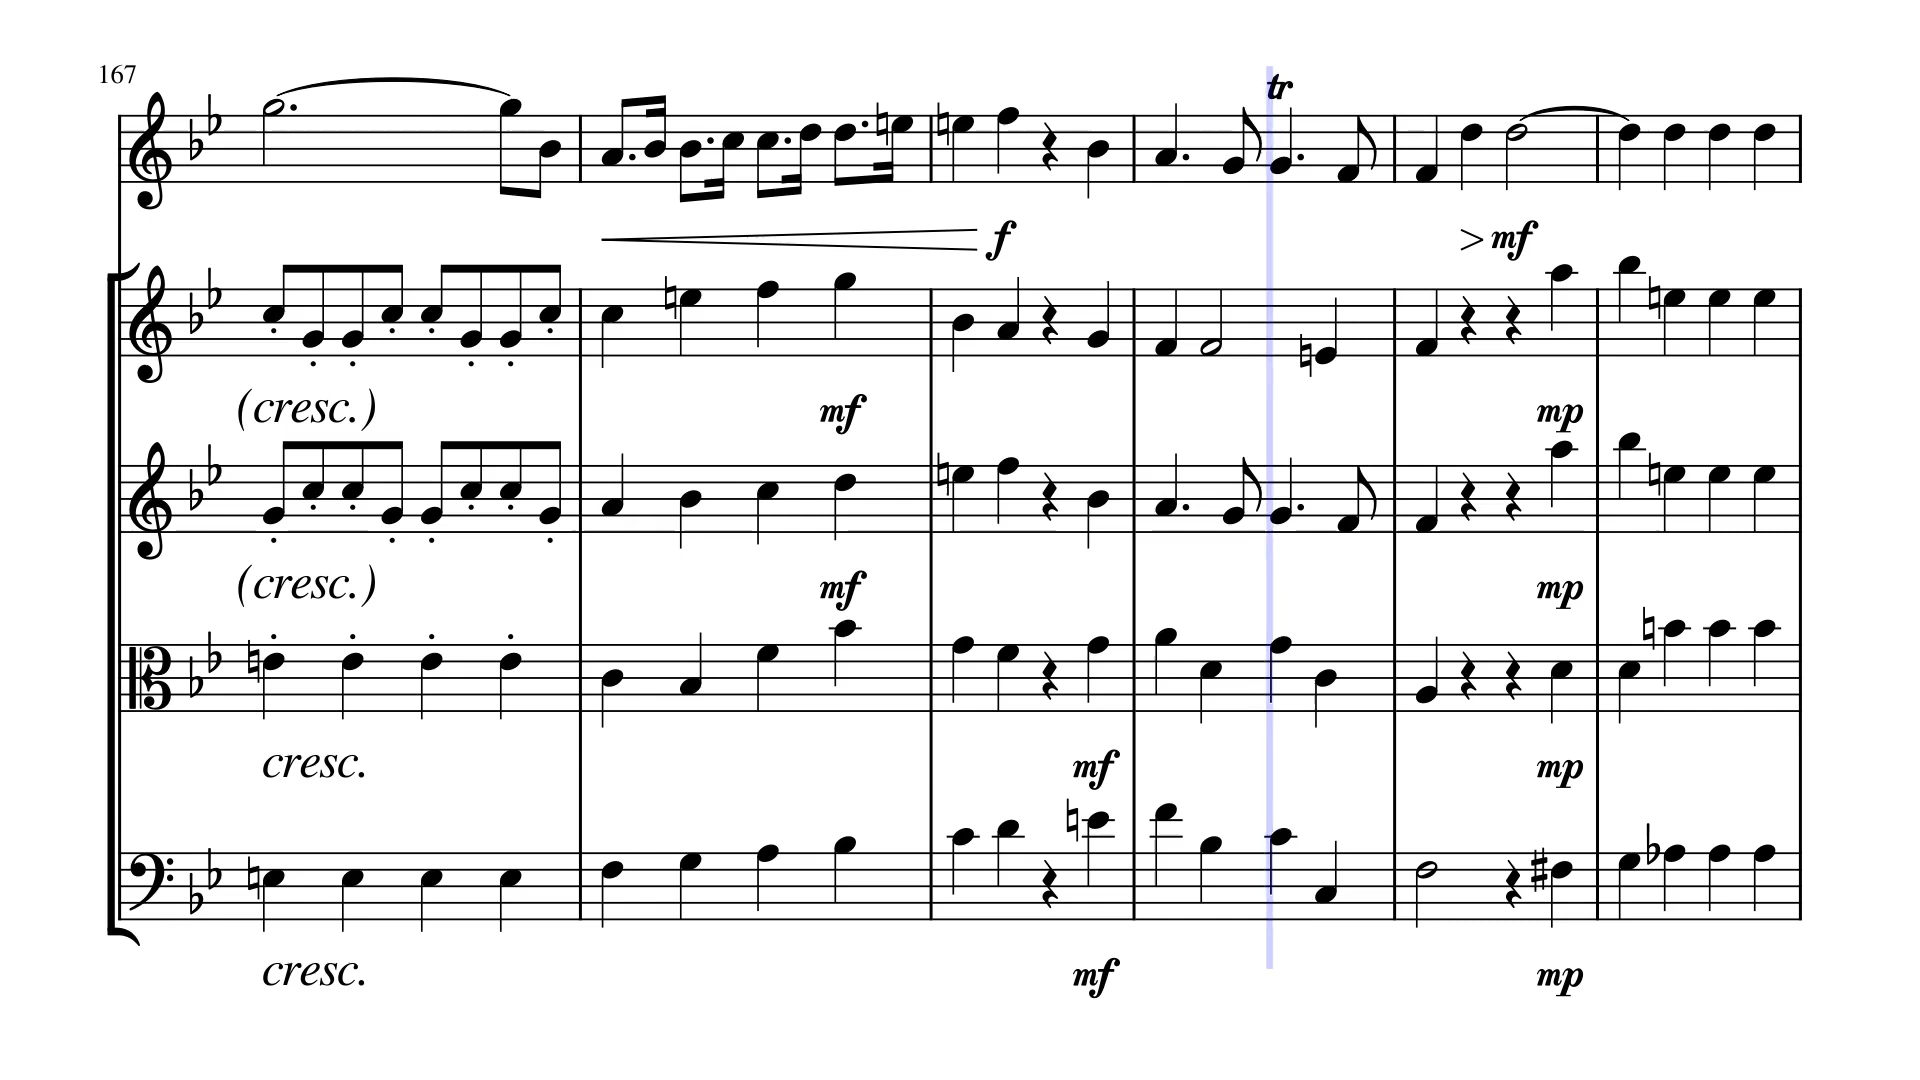 167
tr
f > mf
(cresc.) mf mp
(cresc.) mf mp
cresc. mf mp
cresc. mf mp